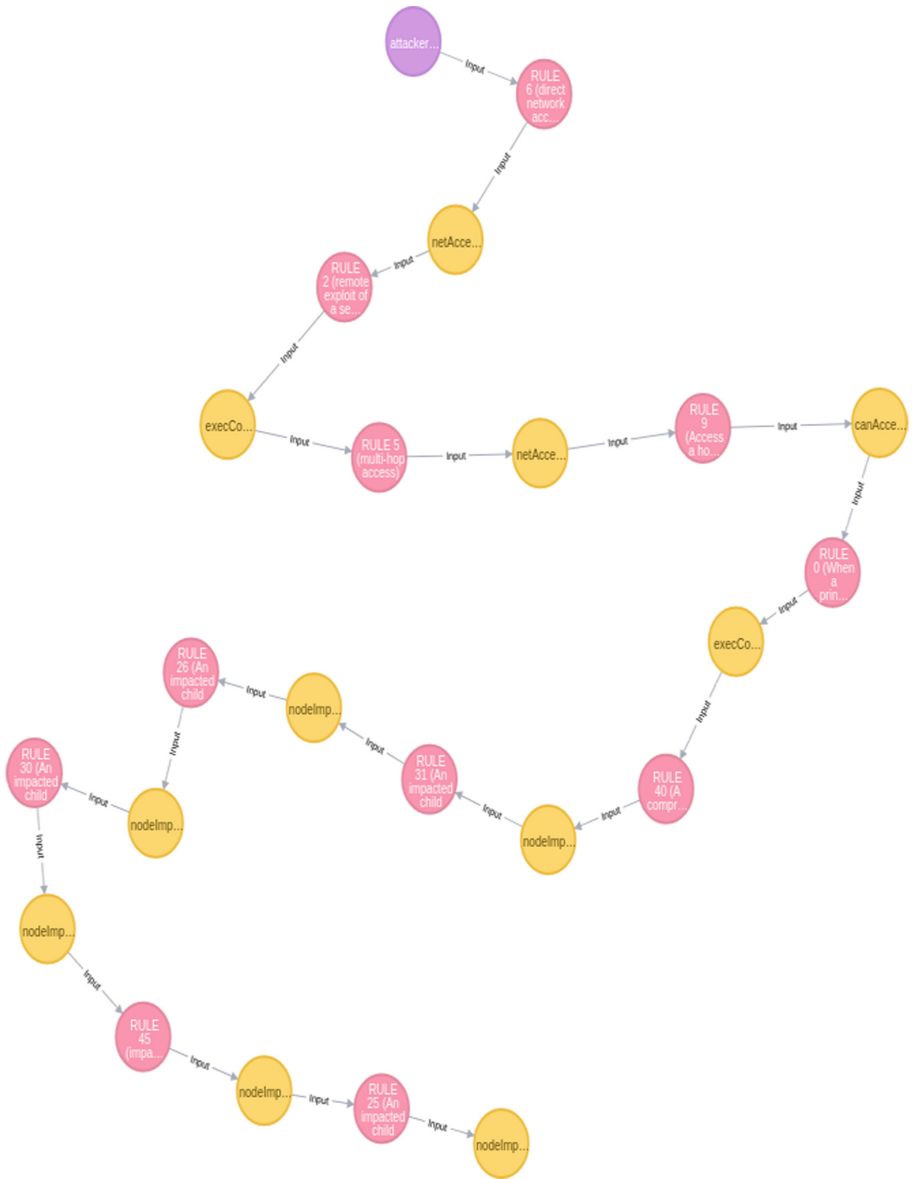 attacker...
Input
RULE
6 (direct
network
acc...
Input
netAcce...
Input
RULE
2 (remote
exploit of
a se...
Input
execCo...
Input
RULE 5
(multi-hop
access)
Input
netAcce...
Input
RULE
9
(Access
a ho...
Input
canAcce...
Input
RULE
0 (When
a
prin...
Input
execCo...
Input
RULE
40 (A
compr...
Input
nodeImp...
Input
RULE
31 (An
impacted
child
Input
nodeImp...
Input
RULE
26 (An
impacted
child
Input
nodeImp...
Input
RULE
30 (An
impacted
child
Input
nodeImp...
Input
RULE
45
(impa...
Input
nodeImp...
Input
RULE
25 (An
impacted
child
Input
nodeImp...